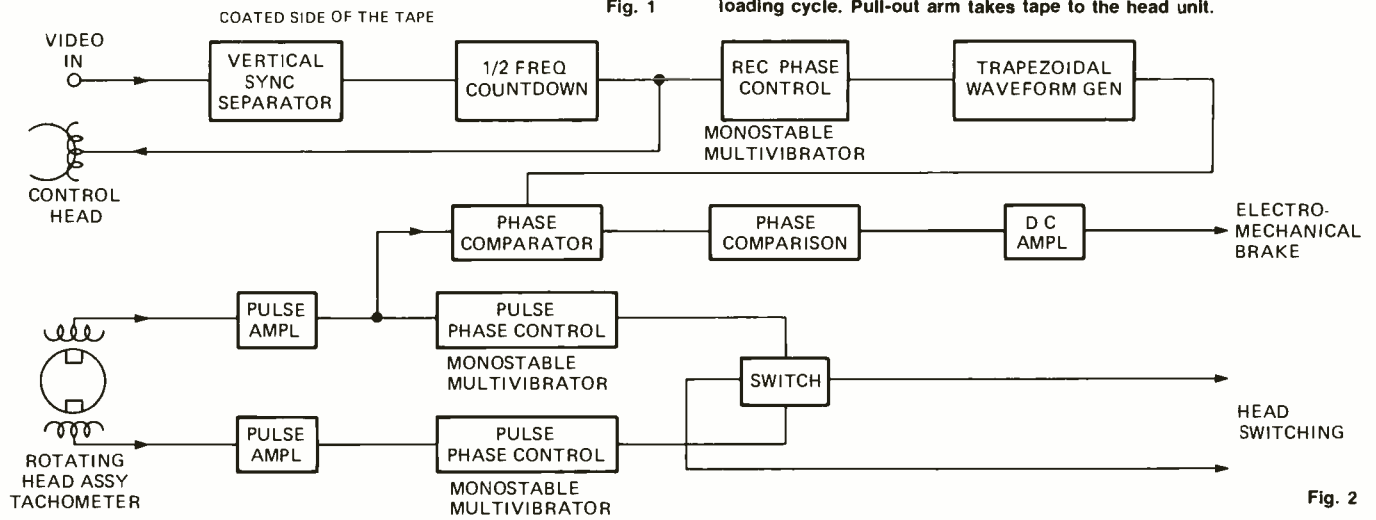 COATED SIDE OF THE TAPE
Fig. 1
loading cycle. Pull-out arm takes tape to the head unit.
VIDEO
IN
VERTICAL
SYNC
SEPARATOR
1/2 FREQ
COUNTDOWN
REC PHASE
CONTROL
MONOSTABLE
MULTIVIBRATOR
TRAPEZOIDAL
WAVEFORM GEN
CONTROL
HEAD
PHASE
COMPARATOR
PHASE
COMPARISON
D C
AMPL
ELECTRO-
MECHANICAL
BRAKE
PULSE
AMPL
PULSE
PHASE CONTROL
MONOSTABLE
MULTIVIBRATOR
SWITCH
PULSE
AMPL
PULSE
PHASE CONTROL
MONOSTABLE
MULTIVIBRATOR
HEAD
SWITCHING
ROTATING
HEAD ASSY
TACHOMETER
Fig. 2